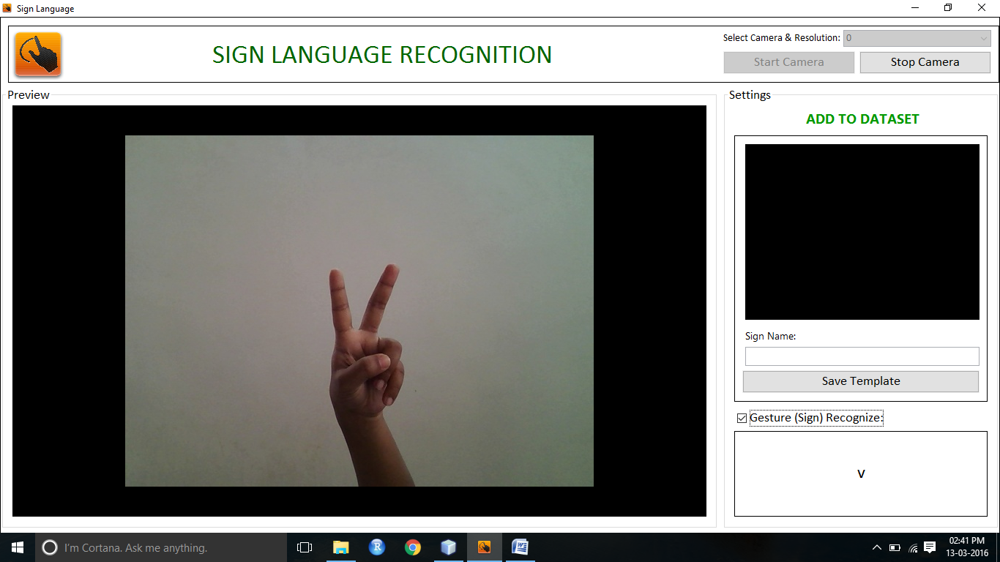 Sign Language
SIGN LANGUAGE RECOGNITION
Select Camera & Resolution: 0
Start Camera
Stop Camera
Preview
Settings
ADD TO DATASET
Sign Name:
Save Template
Gesture (Sign) Recognize:
v
I'm Cortana. Ask me anything.
R
W
02:41 PM
13-03-2016